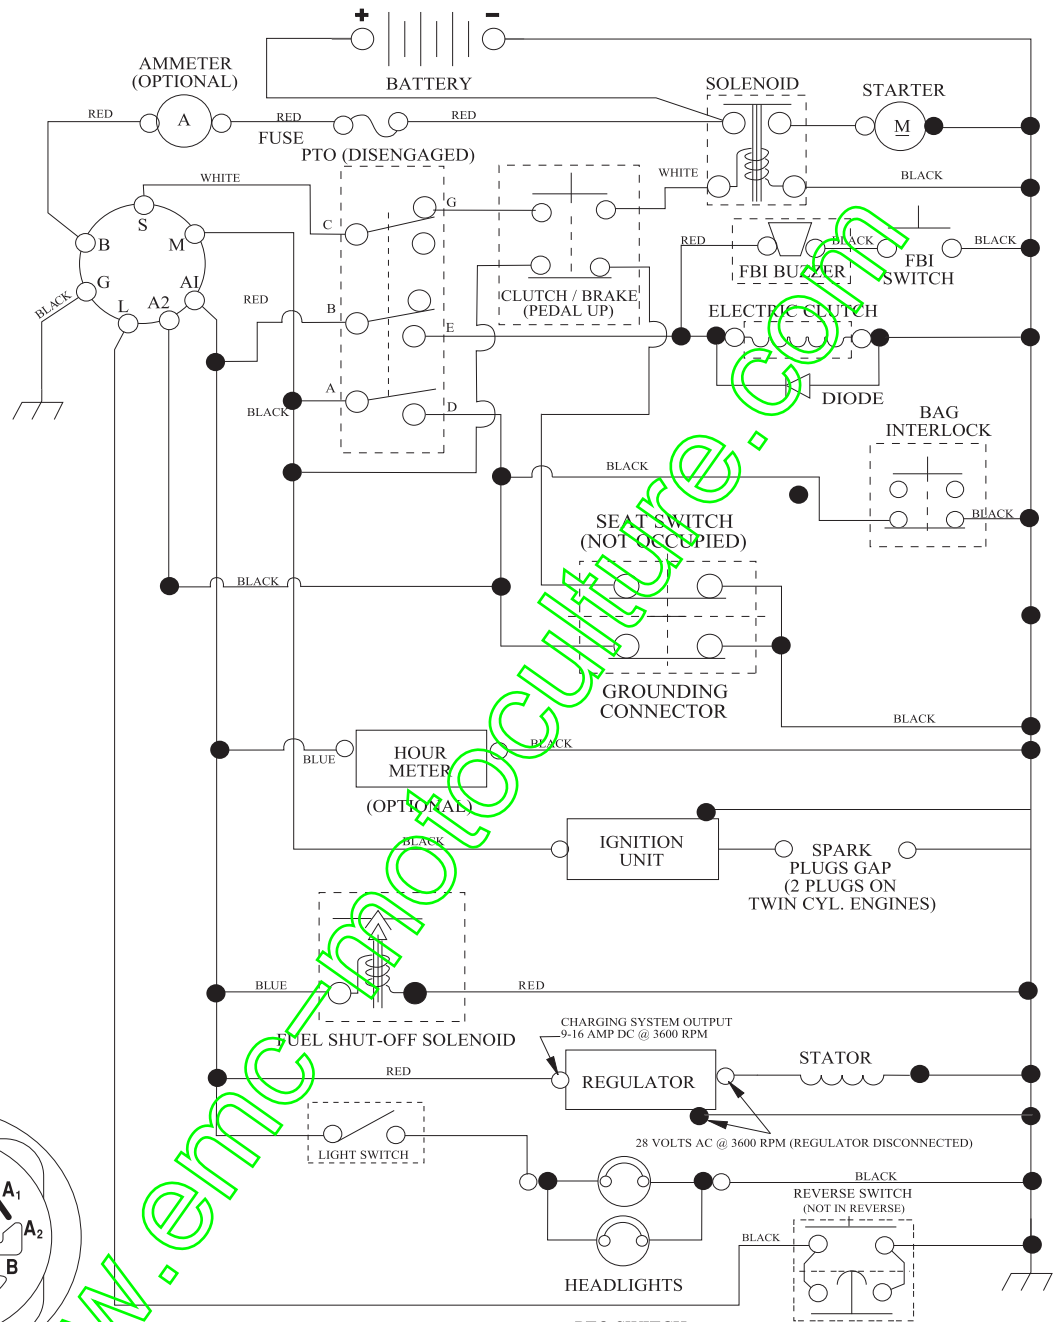 + −
BATTERY
AMMETER
(OPTIONAL)
SOLENOID
STARTER
RED
A
RED
FUSE
RED
M
PTO (DISENGAGED)
WHITE
WHITE
BLACK
S
C
G
B
M
RED
BLACK
BLACK
FBI BUZZER
FBI
SWITCH
G
A1
BLACK
L
A2
RED
B
CLUTCH / BRAKE
(PEDAL UP)
ELECTRIC CLUTCH
E
A
BLACK
D
DIODE
BAG
INTERLOCK
BLACK
BLACK
SEAT SWITCH
(NOT OCCUPIED)
BLACK
GROUNDING
CONNECTOR
BLACK
BLUE
HOUR
METER
BLACK
(OPTIONAL)
BLACK
IGNITION
UNIT
SPARK
PLUGS GAP
(2 PLUGS ON
TWIN CYL. ENGINES)
BLUE
RED
FUEL SHUT-OFF SOLENOID
CHARGING SYSTEM OUTPUT
9-16 AMP DC @ 3600 RPM
RED
REGULATOR
STATOR
28 VOLTS AC @ 3600 RPM (REGULATOR DISCONNECTED)
LIGHT SWITCH
BLACK
REVERSE SWITCH
(NOT IN REVERSE)
BLACK
HEADLIGHTS
A1
A2
B
w.emc-motoculture.com